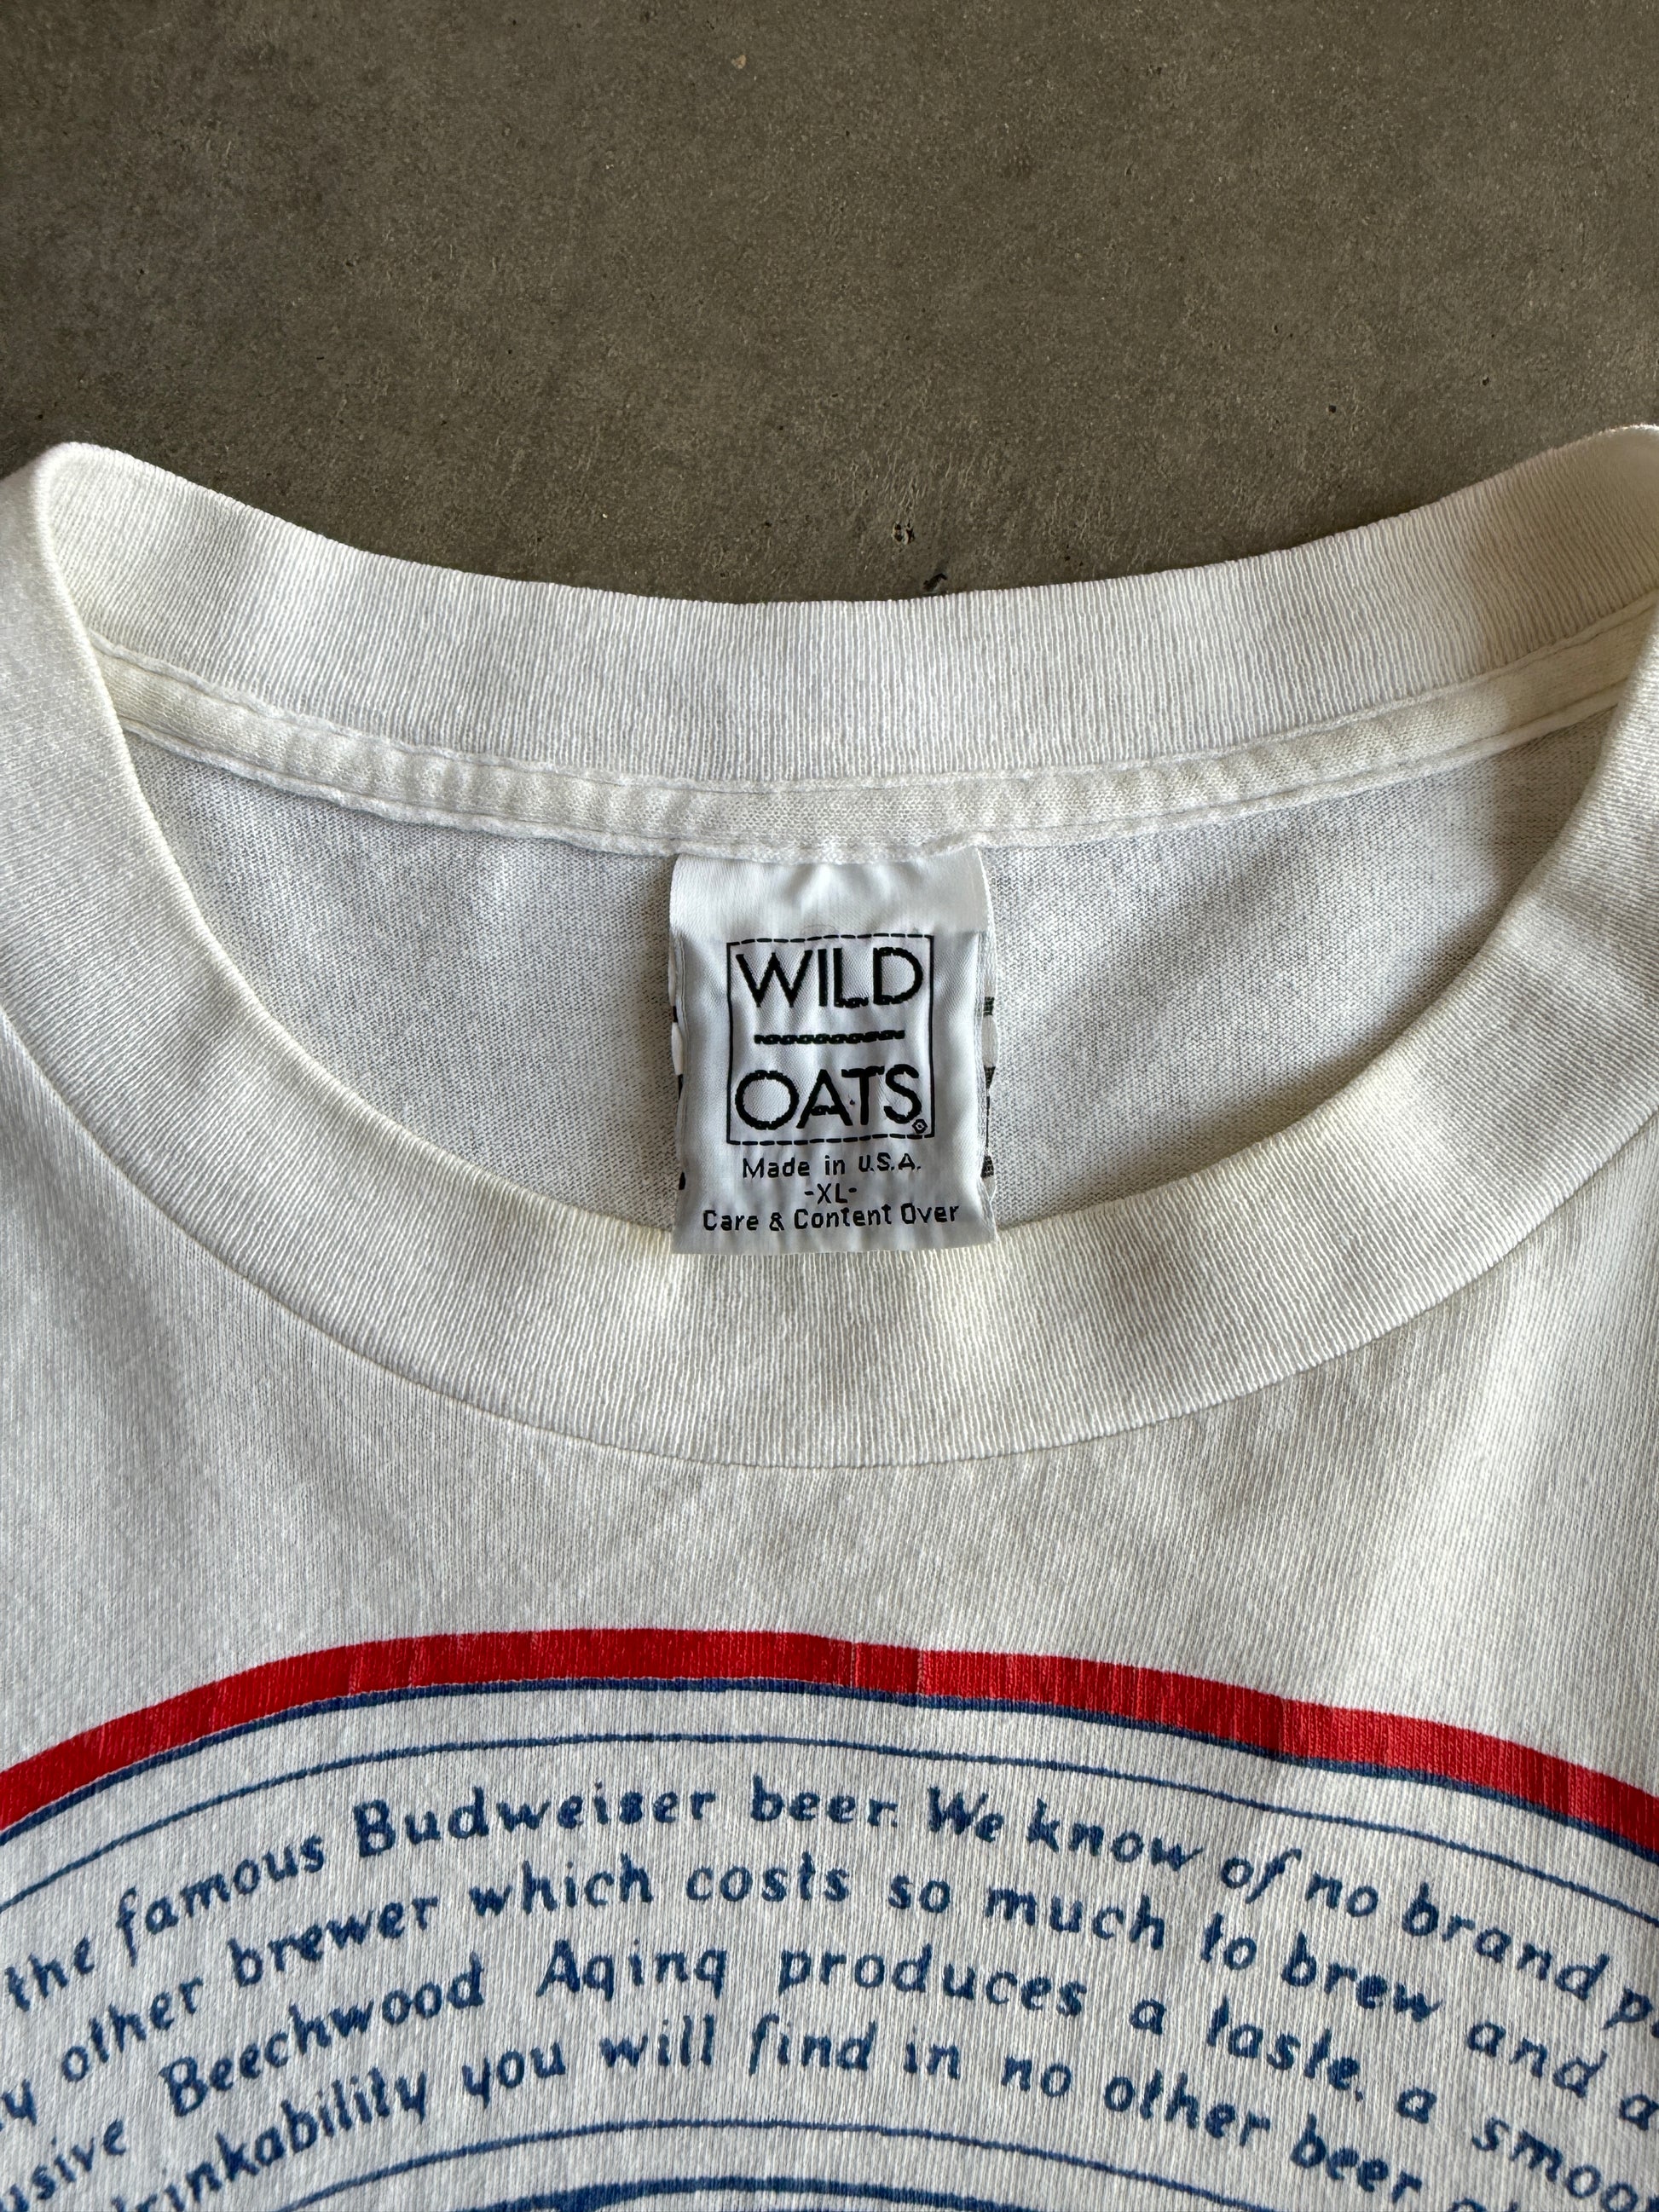 WILD
OATS
Made in U.S.A.
-XL-
Care & Content Over
the famous Budweiser beer. We know of no brand
other brewer which costs so much to brew and
Beechwood Aging produces a taste, a
you will find in no other beer